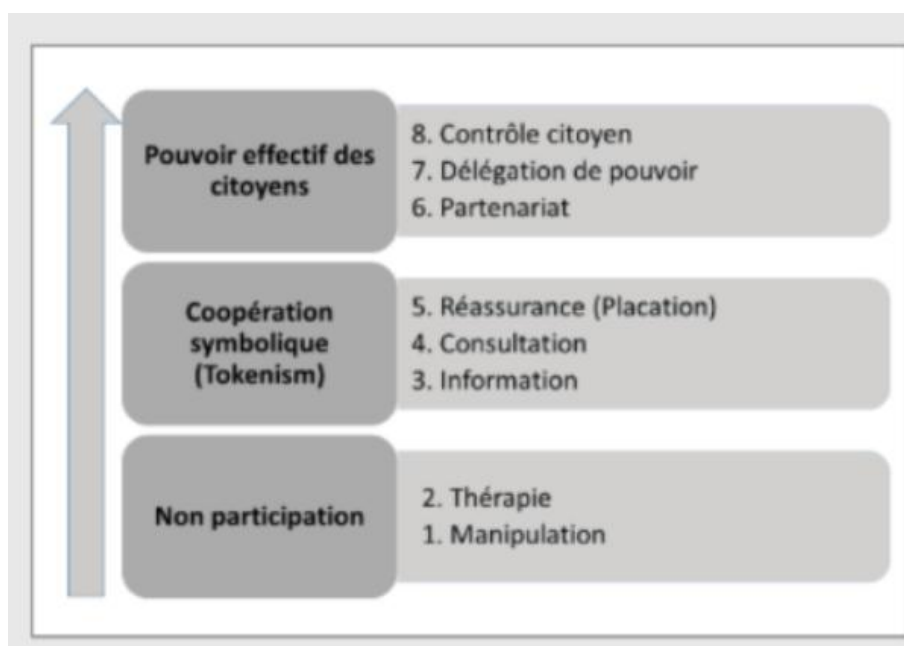 Pouvoir effectif des
citoyens
8. Contrôle citoyen
7. Délégation de pouvoir
6. Partenariat
Coopération
symbolique
(Tokenism)
5. Réassurance (Placation)
4. Consultation
3. Information
Non participation
2. Thérapie
1. Manipulation